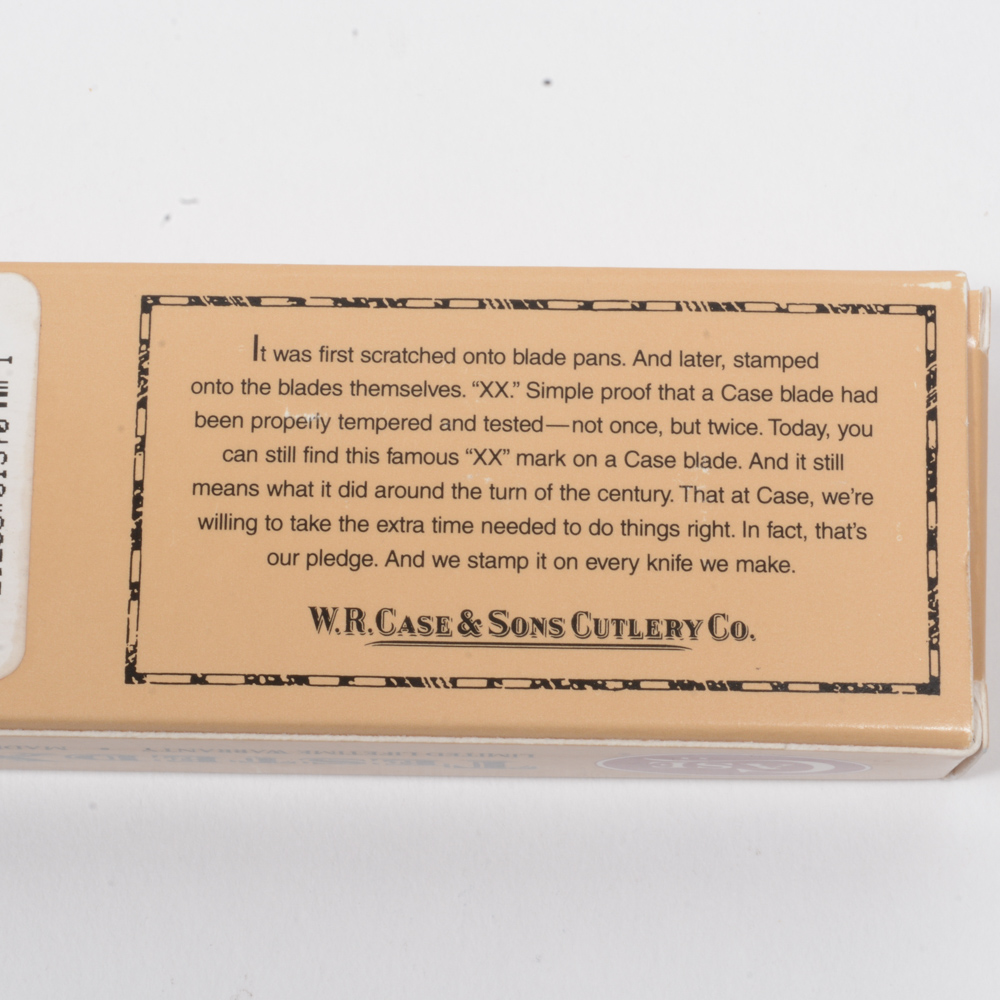 It was first scratched onto blade pans. And later, stamped
onto the blades themselves. “XX.” Simple proof that a Case blade had
been properly tempered and tested—not once, but twice. Today, you
can still find this famous “XX” mark on a Case blade. And it still
means what it did around the turn of the century. That at Case, we’re
willing to take the extra time needed to do things right. In fact, that’s
our pledge. And we stamp it on every knife we make.
W.R. CASE & SONS CUTLERY CO.
LIMITED LIFETIME WARRANTY
CASE